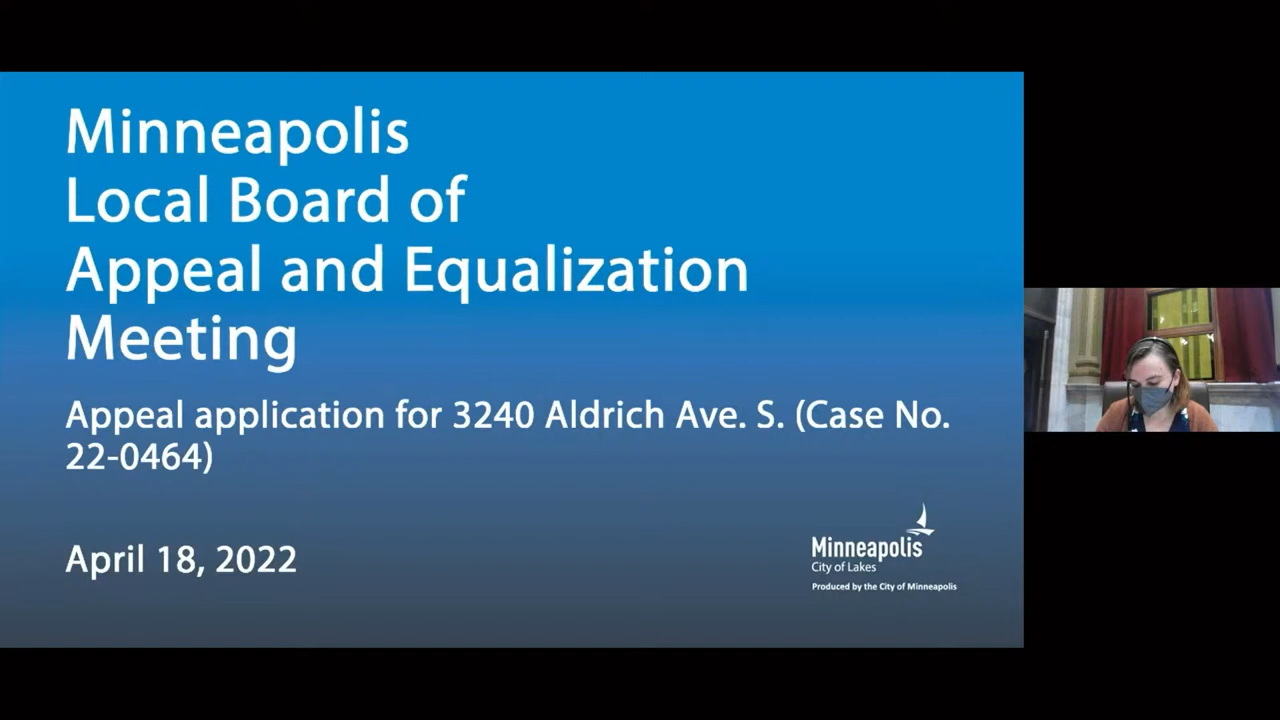 Minneapolis
Local Board of
Appeal and Equalization
Meeting
Appeal application for 3240 Aldrich Ave. S. (Case No.
22-0464)
April 18, 2022
Minneapolis
City of Lakes
Produced by the City of Minneapolis